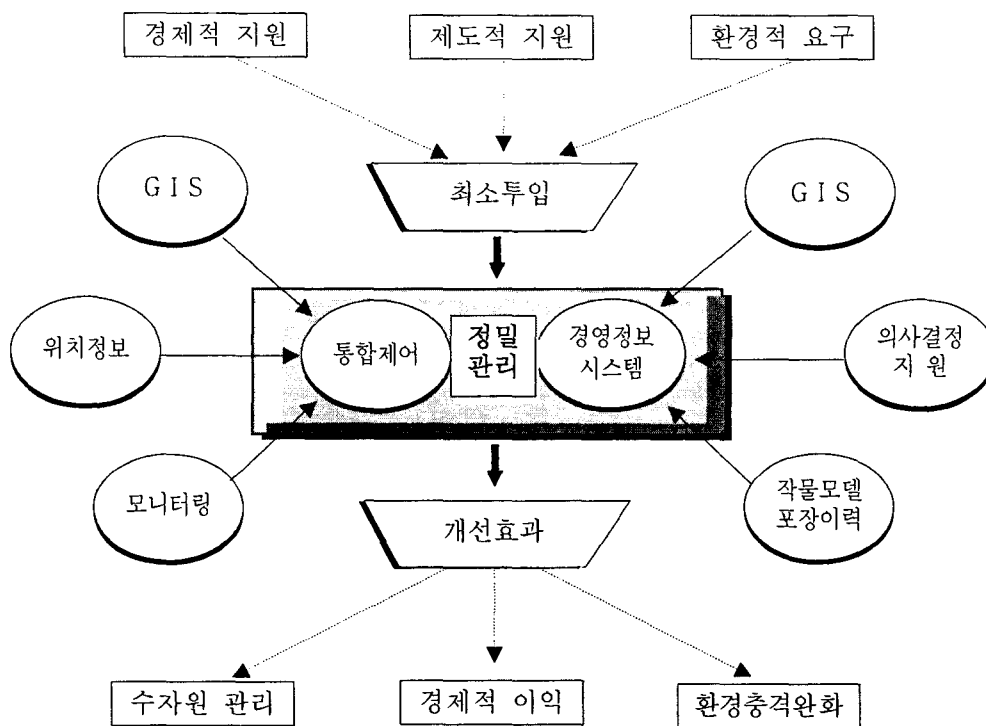 경제적 지원
제도적 지원
환경적 요구
GIS
최소투입
GIS
위치정보
통합제어
정밀
관리
경영정보
시스템
의사결정
지 원
모니터링
개선효과
작물모델
포장이력
수자원 관리
경제적 이익
환경충격완화